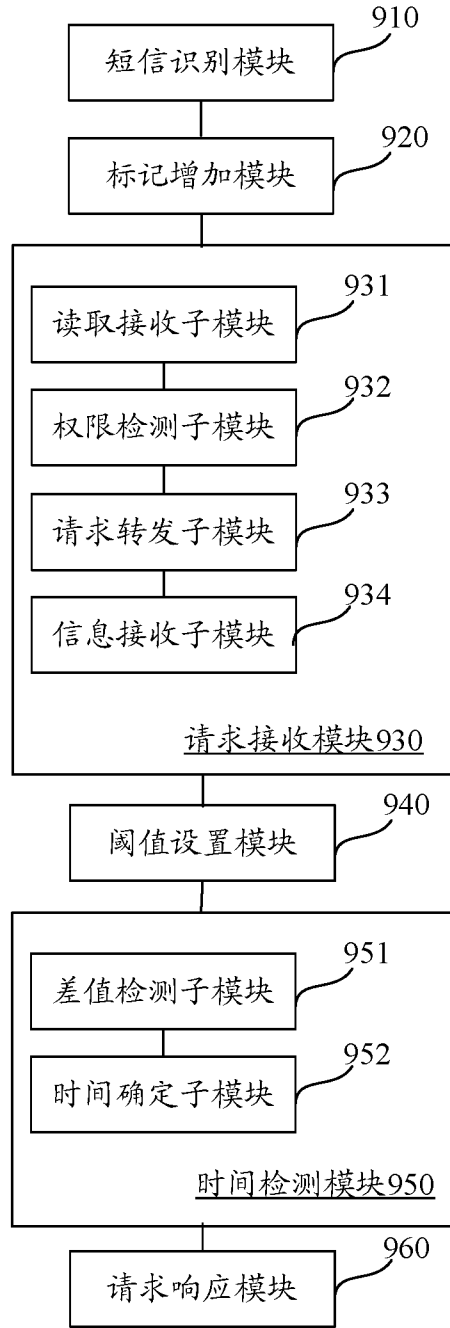 910
短信识别模块
920
标记增加模块
931
读取接收子模块
932
权限检测子模块
933
请求转发子模块
934
信息接收子模块
请求接收模块930
940
阈值设置模块
951
差值检测子模块
952
时间确定子模块
时间检测模块950
960
请求响应模块